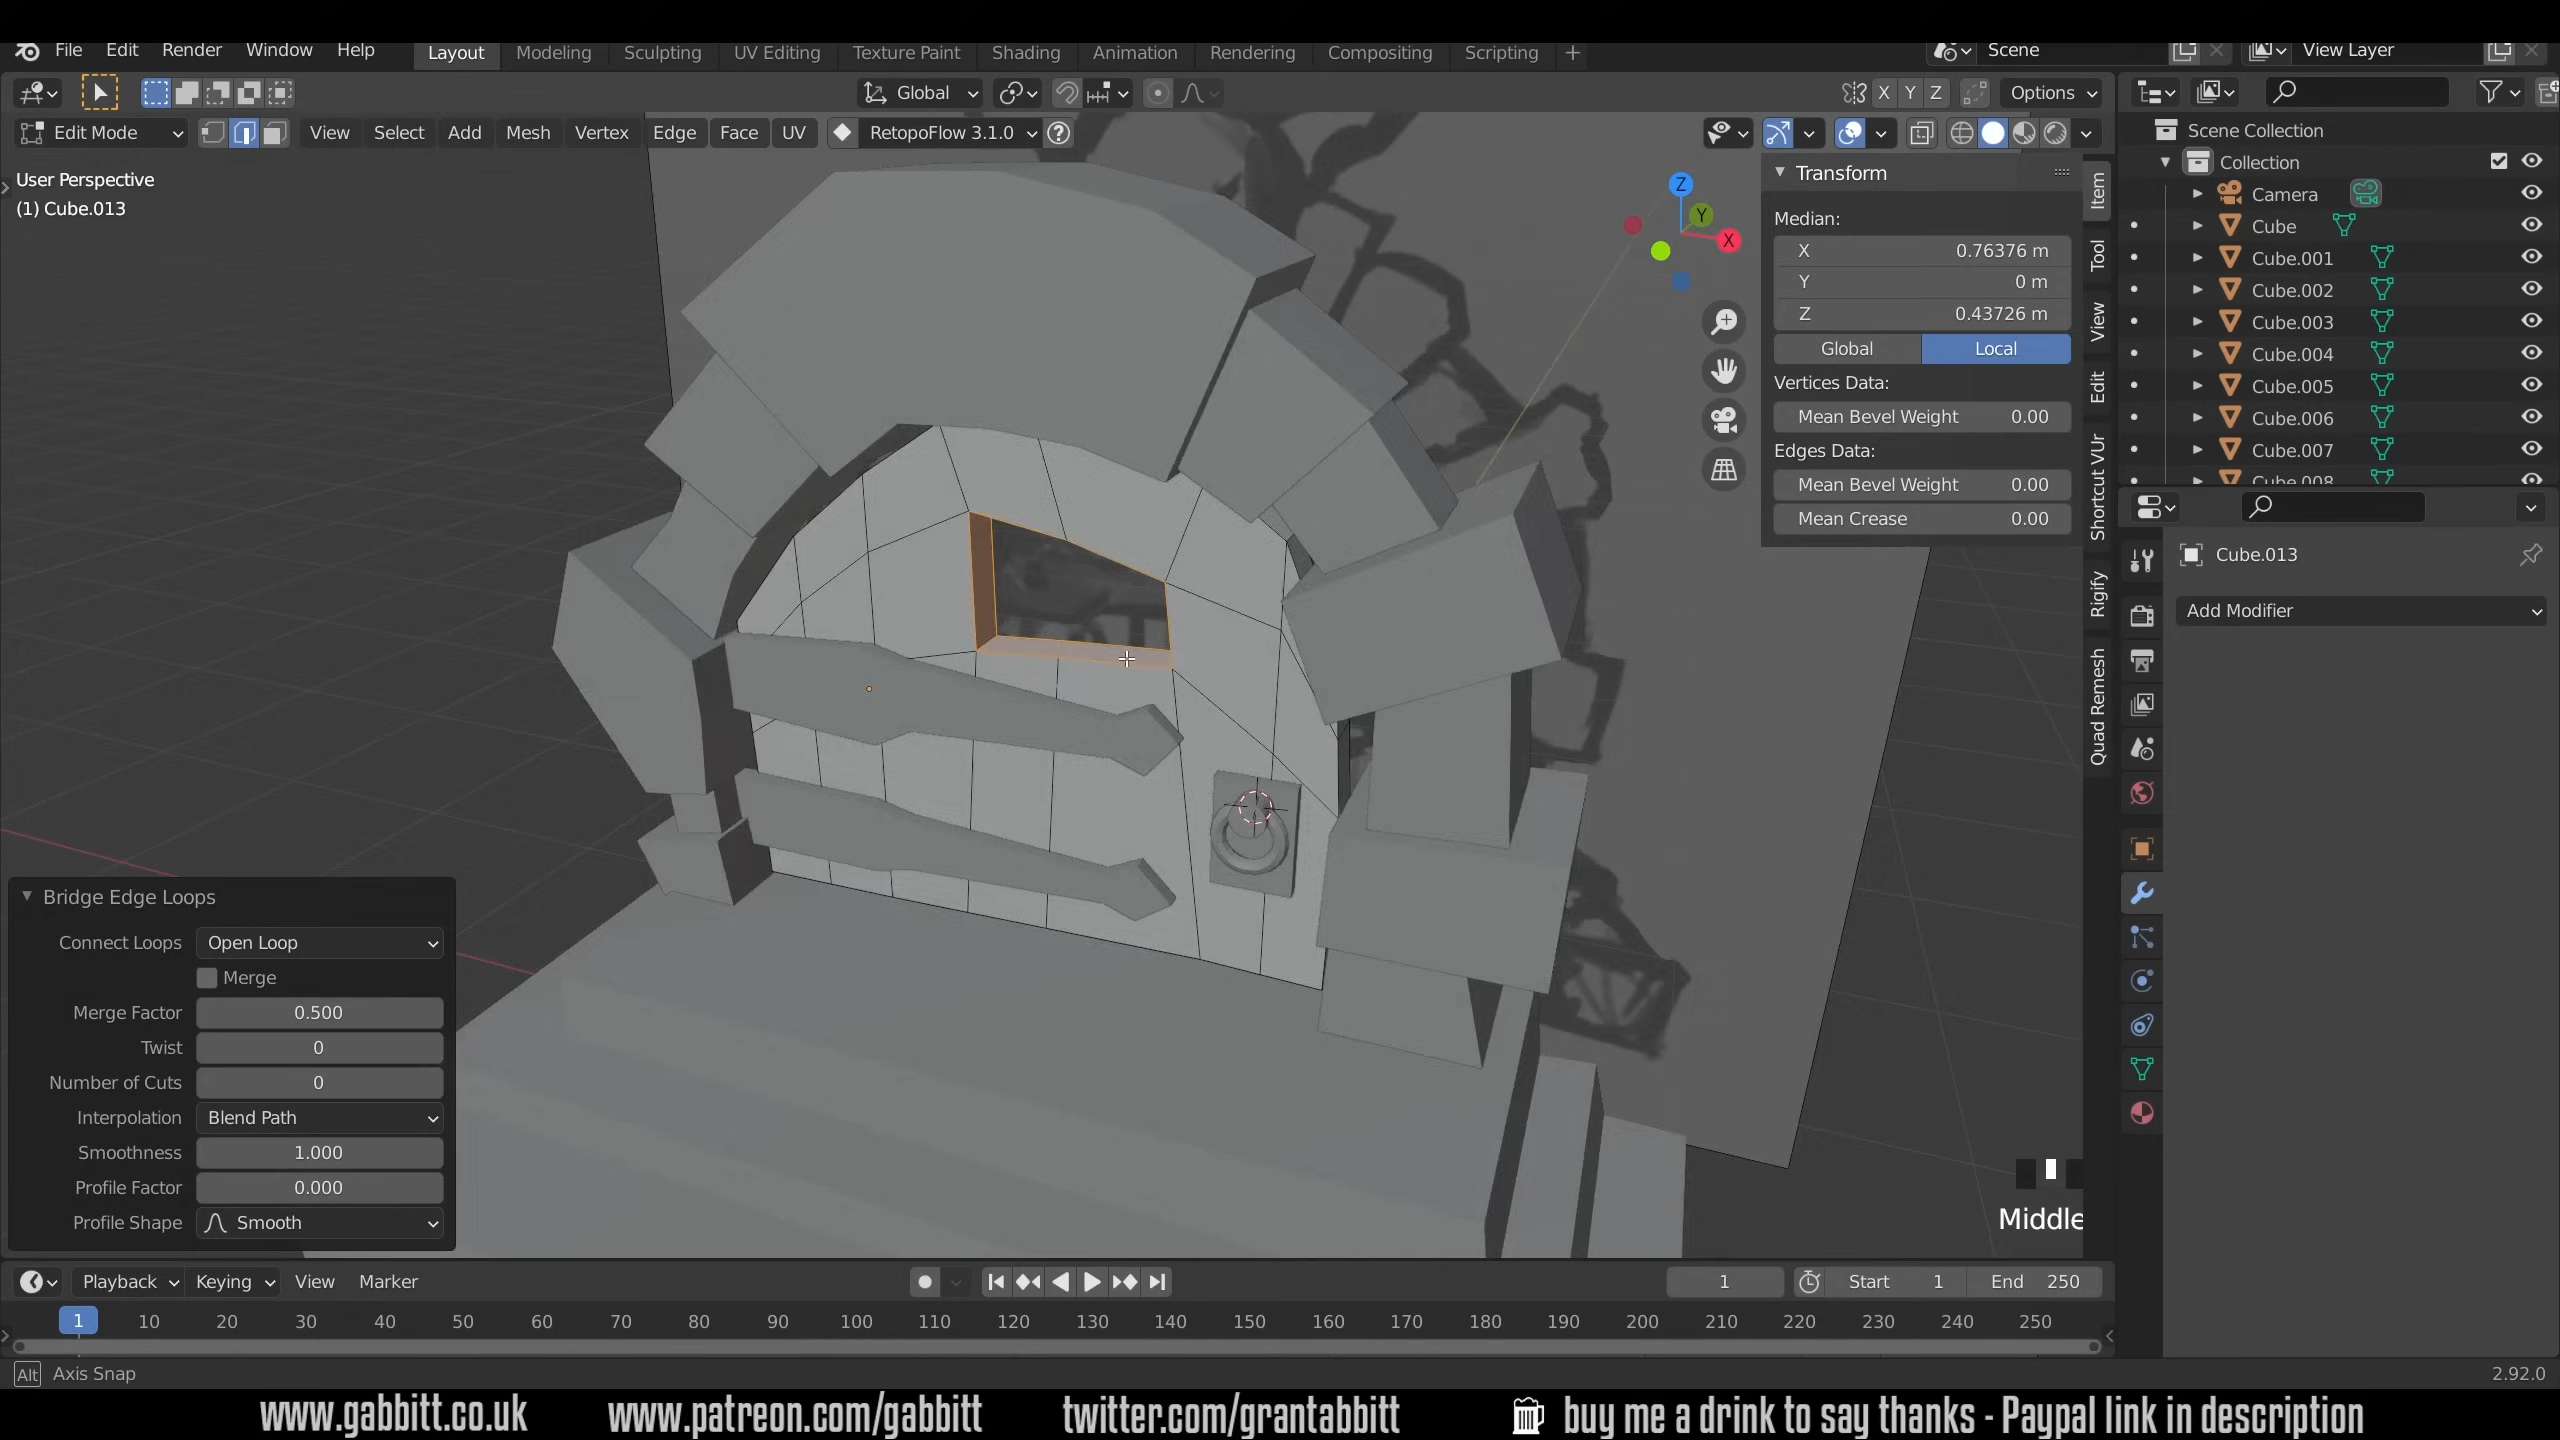 File Edit Render Window Help Layout Modeling Sculpting UV Editing Texture Paint Shading Animation Rendering Compositing Scripting + Scene View Layer
Global X Y Z Options
Edit Mode View Select Add Mesh Vertex Edge Face UV RetopoFlow 3.1.0
User Perspective
(1) Cube.013
Z
Y
X
Transform
Median:
X 0.76376 m
Y 0 m
Z 0.43726 m
Global Local
Vertices Data:
Mean Bevel Weight 0.00
Edges Data:
Mean Bevel Weight 0.00
Mean Crease 0.00
Item
Tool
View
Edit
Shortcut VUr
Rigify
Quad Remesh
Scene Collection
Collection
Camera
Cube
Cube.001
Cube.002
Cube.003
Cube.004
Cube.005
Cube.006
Cube.007
Cube.008
Cube.013
Add Modifier
Bridge Edge Loops
Connect Loops Open Loop
Merge
Merge Factor 0.500
Twist 0
Number of Cuts 0
Interpolation Blend Path
Smoothness 1.000
Profile Factor 0.000
Profile Shape Smooth
Middle
Playback Keying View Marker 1 Start 1 End 250
1 10 20 30 40 50 60 70 80 90 100 110 120 130 140 150 160 170 180 190 200 210 220 230 240 250
Alt Axis Snap 2.92.0
www.gabbitt.co.uk www.patreon.com/gabbitt twitter.com/grantabbitt buy me a drink to say thanks - Paypal link in description